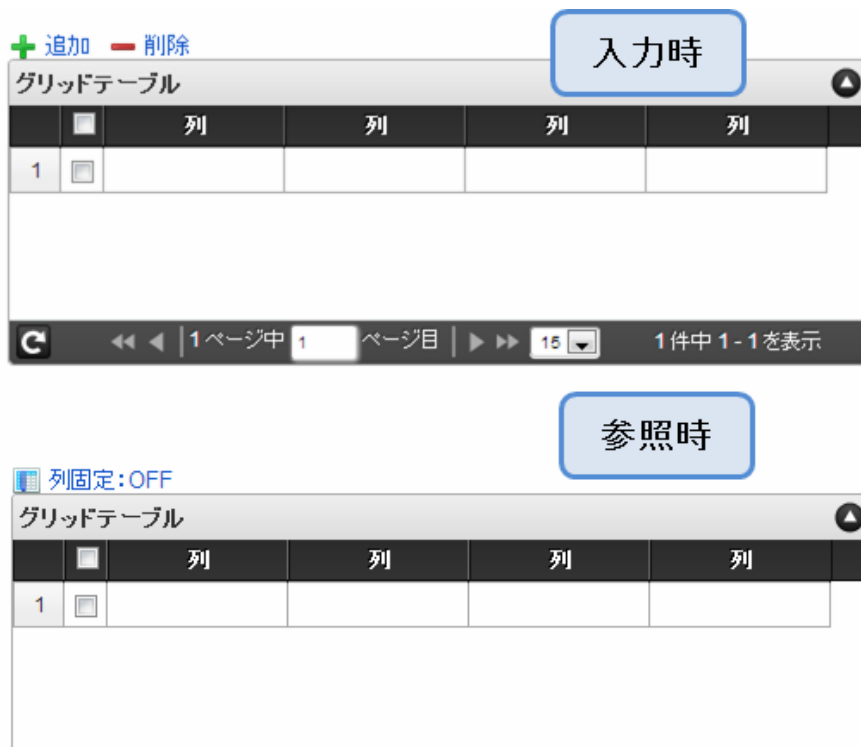 入力時
追加 削除
グリッドテーブル
列 列 列 列
1
1ページ中 1 ページ目 15 1件中 1 - 1 を表示
参照時
列固定:OFF
グリッドテーブル
列 列 列 列
1